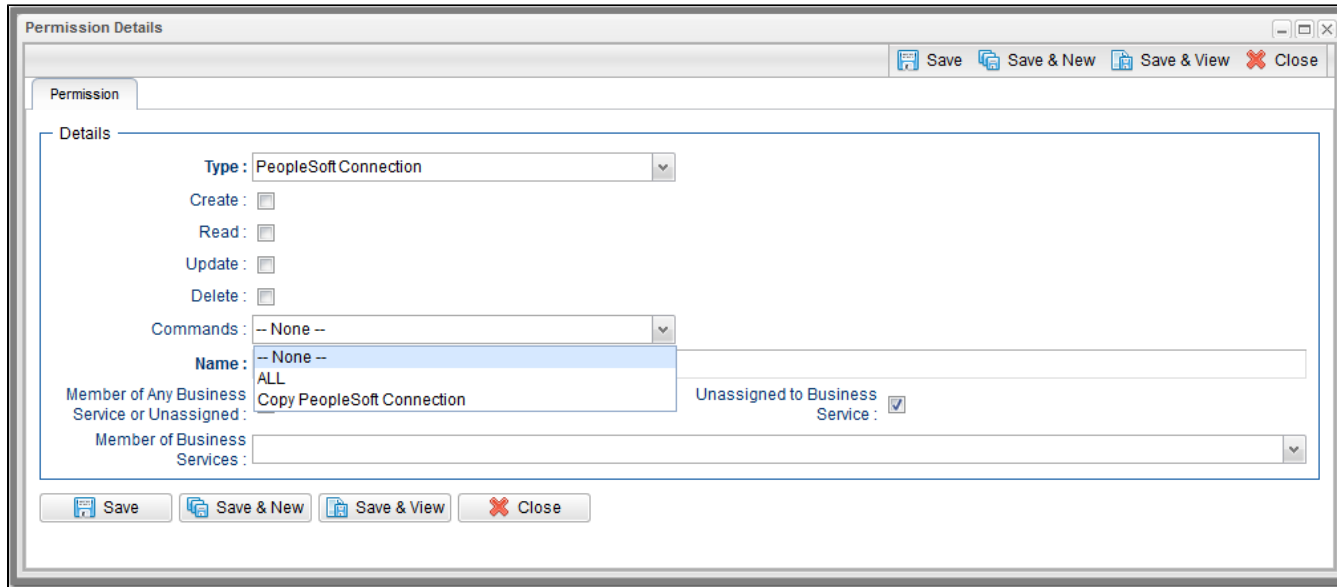 Permission Details
Save Save & New Save & View Close
Permission
Details
Type : PeopleSoft Connection
Create :
Read :
Update :
Delete :
Commands : -- None --
Name :
-- None --
ALL
Copy PeopleSoft Connection
Member of Any Business
Service or Unassigned :
Unassigned to Business
Service :
Member of Business
Services :
Save Save & New Save & View Close